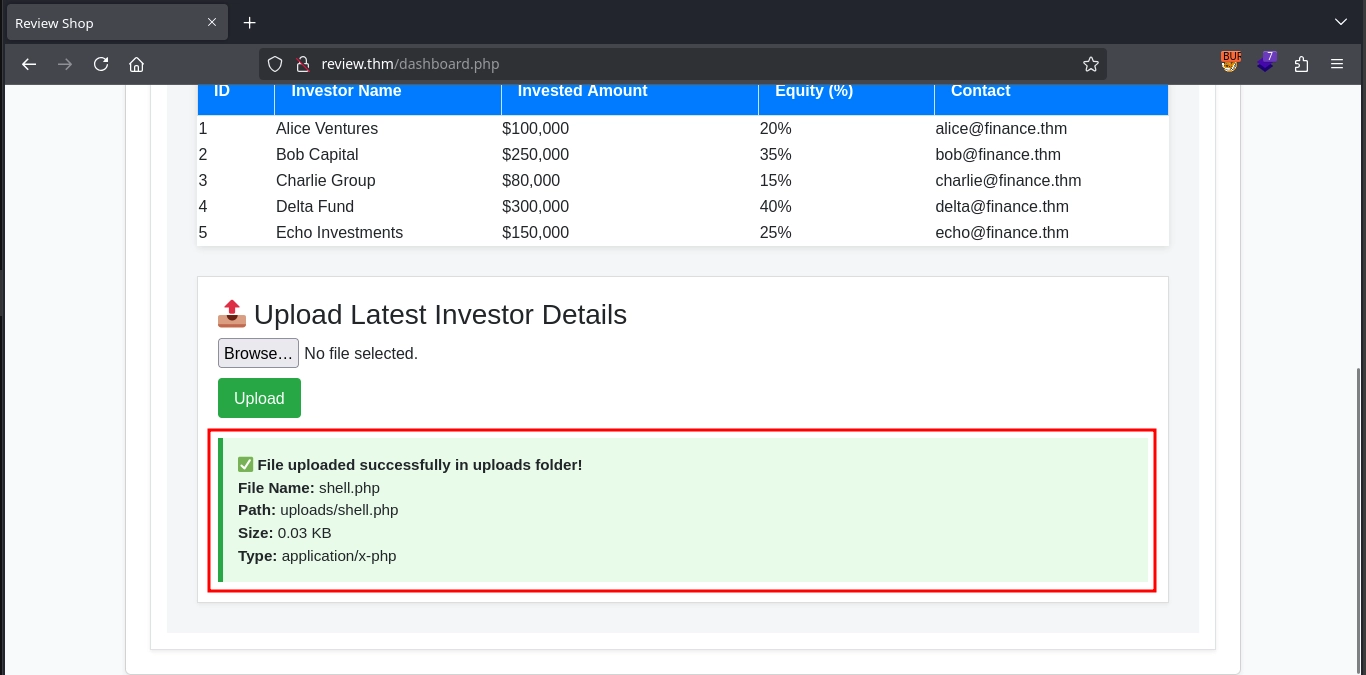 Review Shop
review.thm/dashboard.php
BUR
7
ID Investor Name Invested Amount Equity (%) Contact
1 Alice Ventures $100,000 20% alice@finance.thm
2 Bob Capital $250,000 35% bob@finance.thm
3 Charlie Group $80,000 15% charlie@finance.thm
4 Delta Fund $300,000 40% delta@finance.thm
5 Echo Investments $150,000 25% echo@finance.thm
Upload Latest Investor Details
Browse… No file selected.
Upload
File uploaded successfully in uploads folder!
File Name: shell.php
Path: uploads/shell.php
Size: 0.03 KB
Type: application/x-php